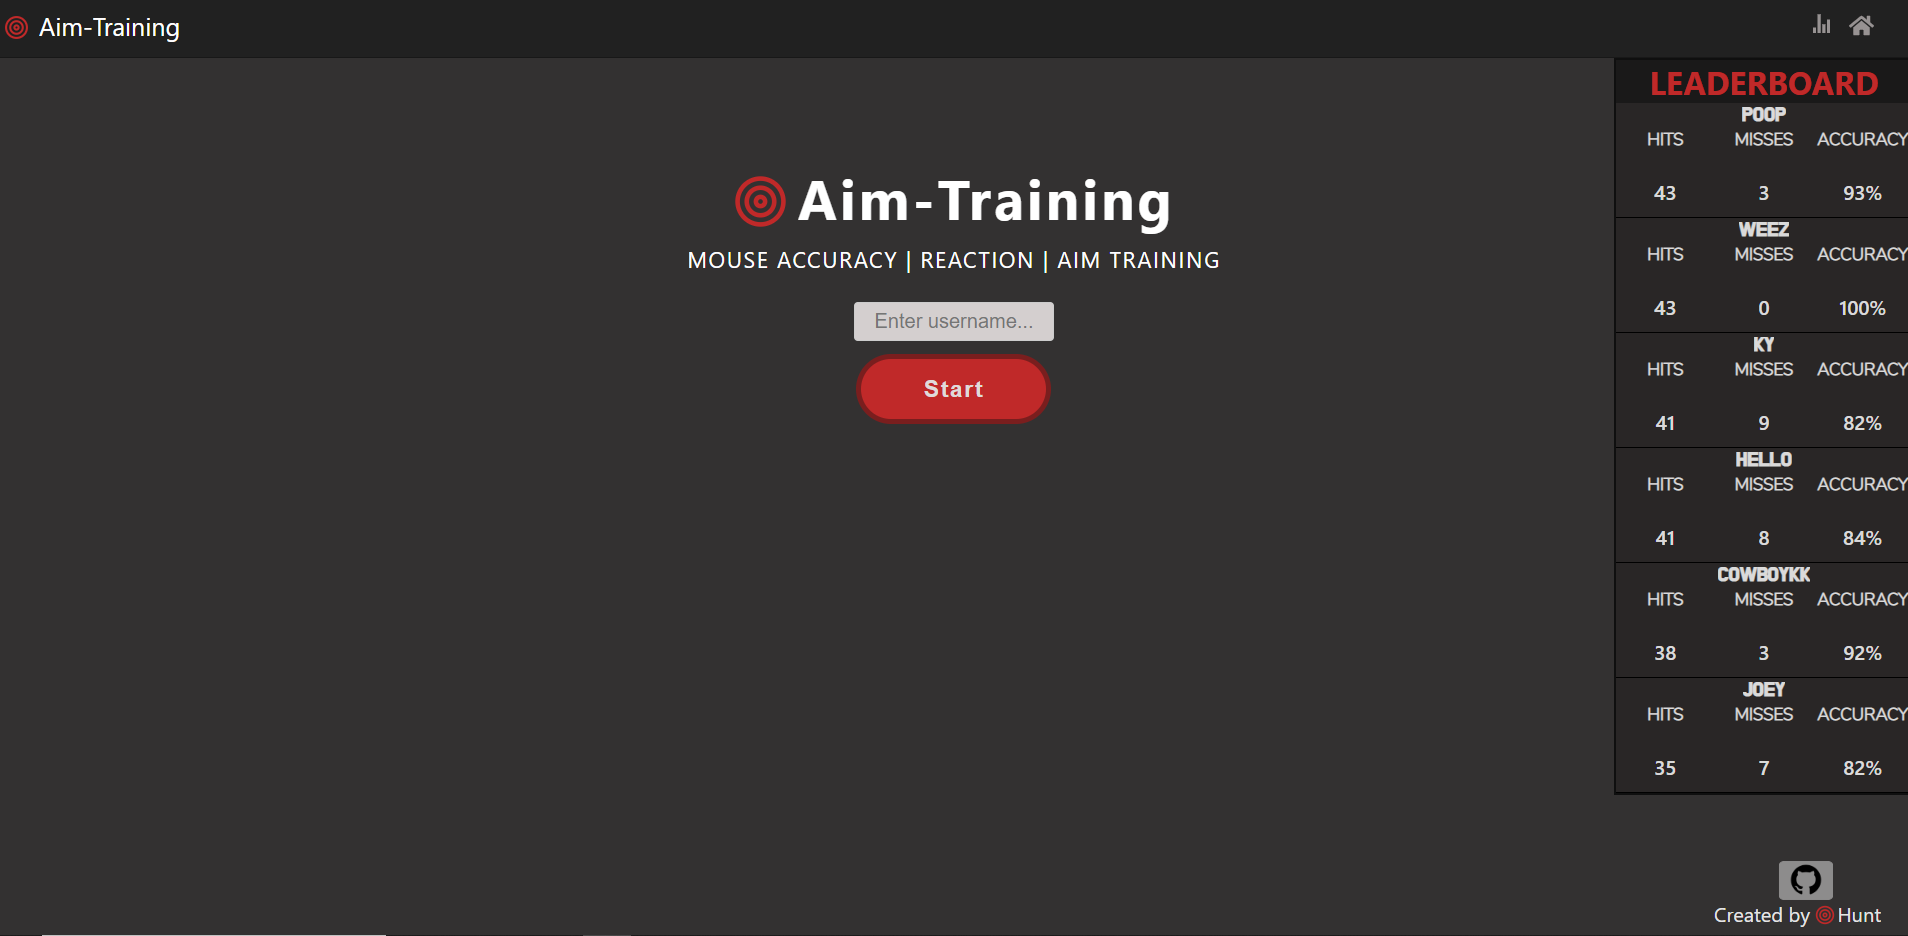 Aim-Training
LEADERBOARD
POOP
HITS MISSES ACCURACY
43 3 93%
WEEZ
HITS MISSES ACCURACY
43 0 100%
KY
HITS MISSES ACCURACY
41 9 82%
HELLO
HITS MISSES ACCURACY
41 8 84%
COWBOYKK
HITS MISSES ACCURACY
38 3 92%
JOEY
HITS MISSES ACCURACY
35 7 82%
Aim-Training
MOUSE ACCURACY | REACTION | AIM TRAINING
Enter username...
Start
Created by Hunt